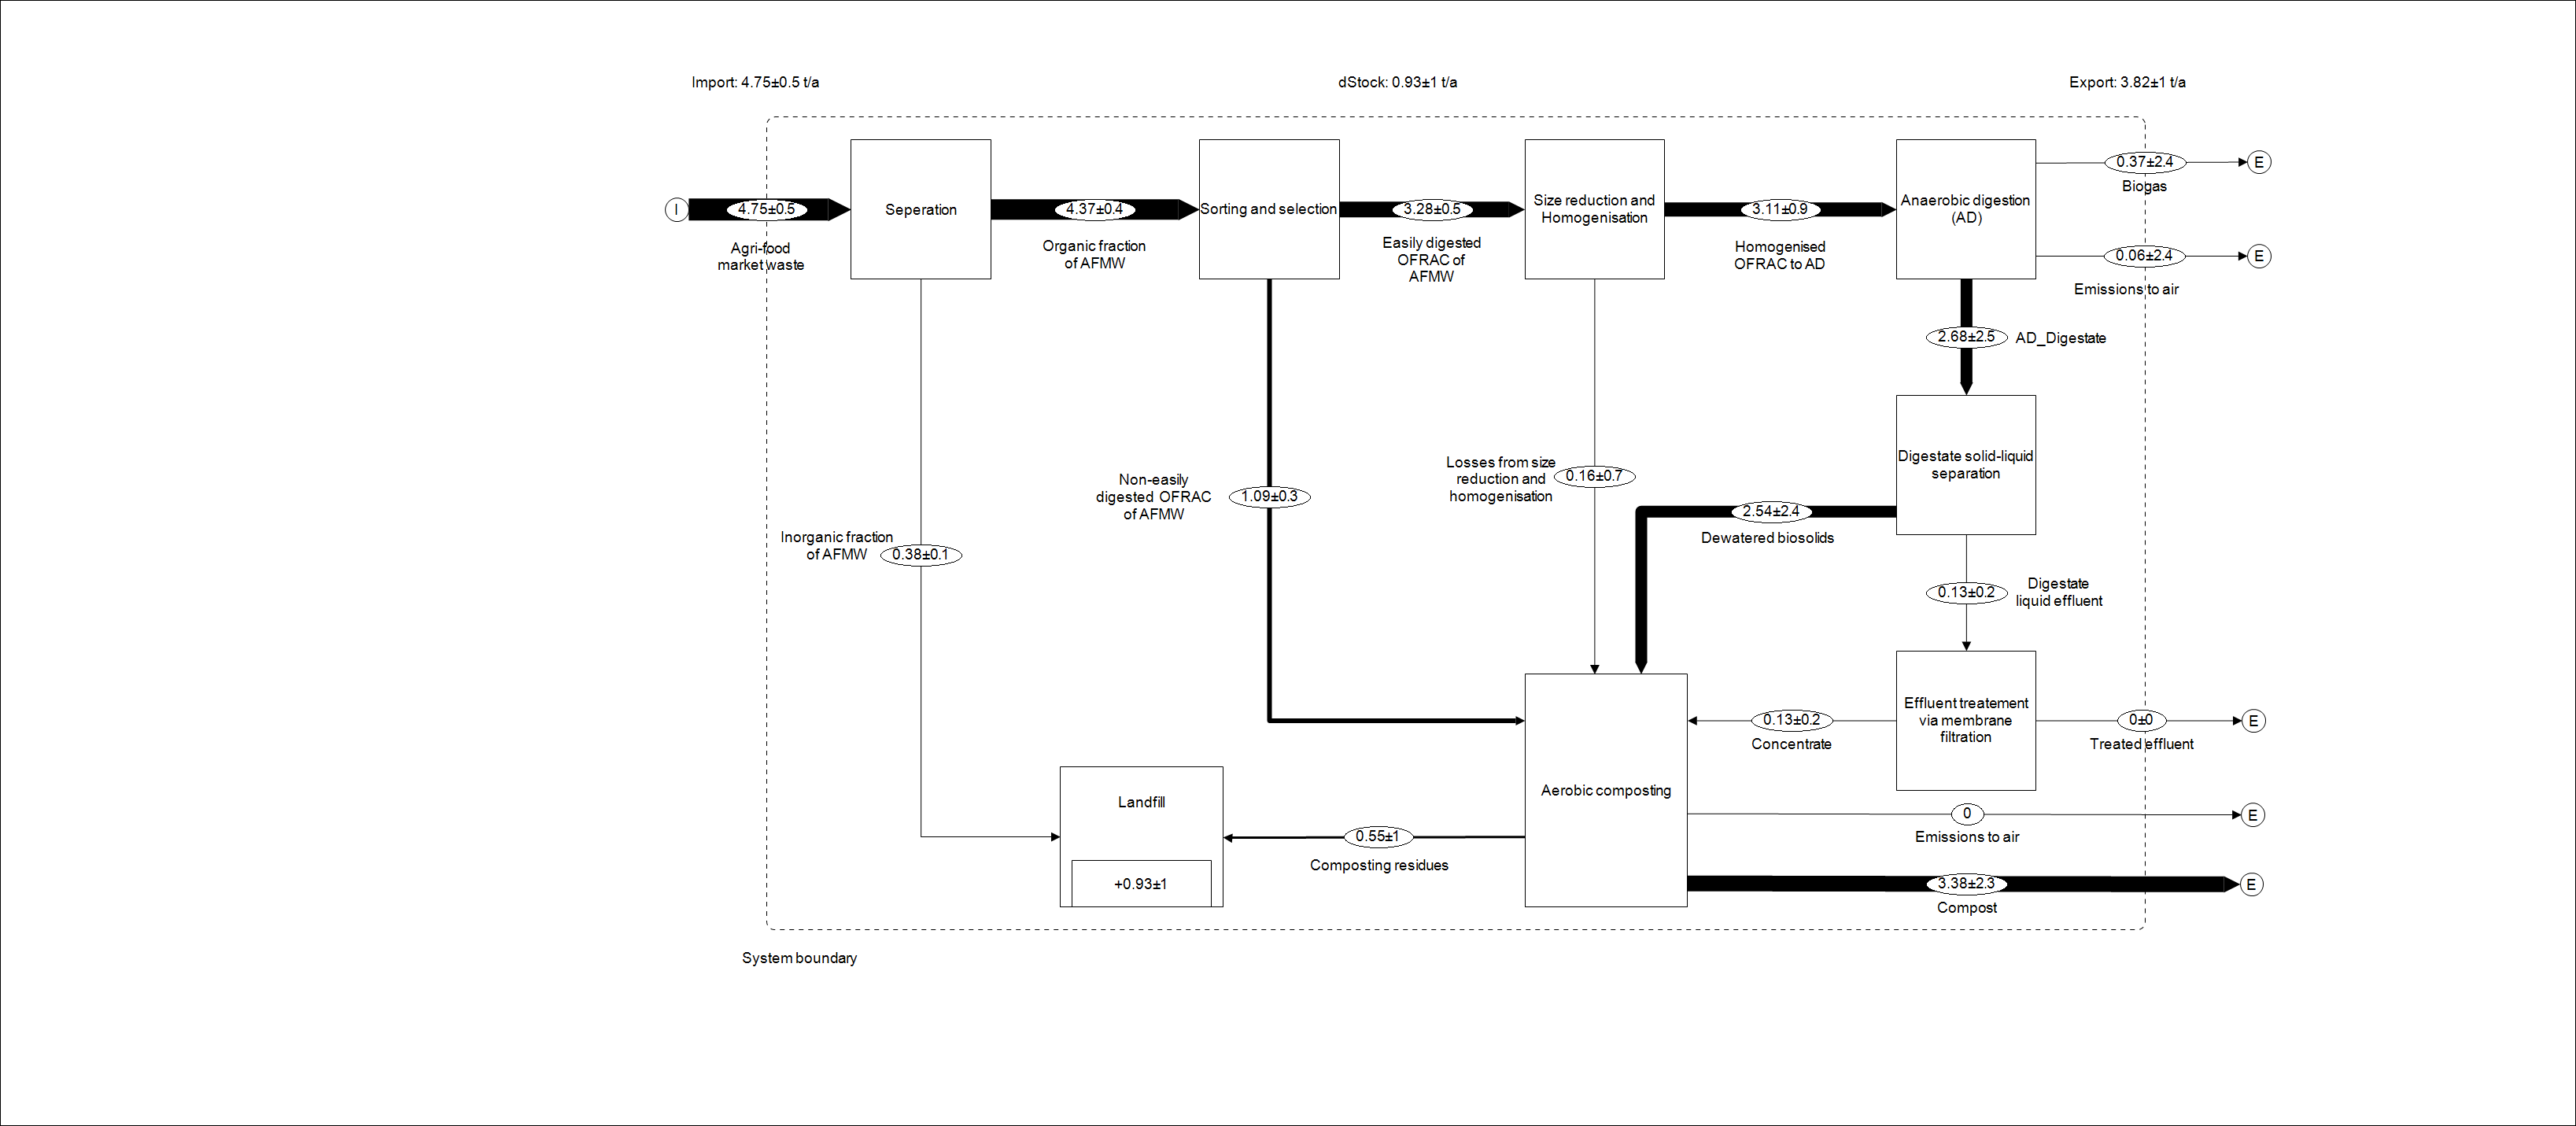 Import: 4.75±0.5 t/a
dStock: 0.93±1 t/a
Export: 3.82±1 t/a
I
4.75±0.5
Agri-food
market waste
Seperation
4.37±0.4
Organic fraction
of AFMW
Sorting and selection
3.28±0.5
Easily digested
OFRAC of
AFMW
Size reduction and
Homogenisation
3.11±0.9
Homogenised
OFRAC to AD
Anaerobic digestion
(AD)
0.37±2.4
E
Biogas
0.06±2.4
E
Emissions to air
2.68±2.5
AD_Digestate
Digestate solid-liquid
separation
Losses from size
reduction and
homogenisation
0.16±0.7
Non-easily
digested OFRAC
of AFMW
1.09±0.3
2.54±2.4
Dewatered biosolids
Inorganic fraction
of AFMW
0.38±0.1
0.13±0.2
Digestate
liquid effluent
Effluent treatement
via membrane
filtration
0.13±0.2
Concentrate
0±0
E
Treated effluent
Aerobic composting
Landfill
+0.93±1
0.55±1
Composting residues
0
E
Emissions to air
3.38±2.3
E
Compost
System boundary